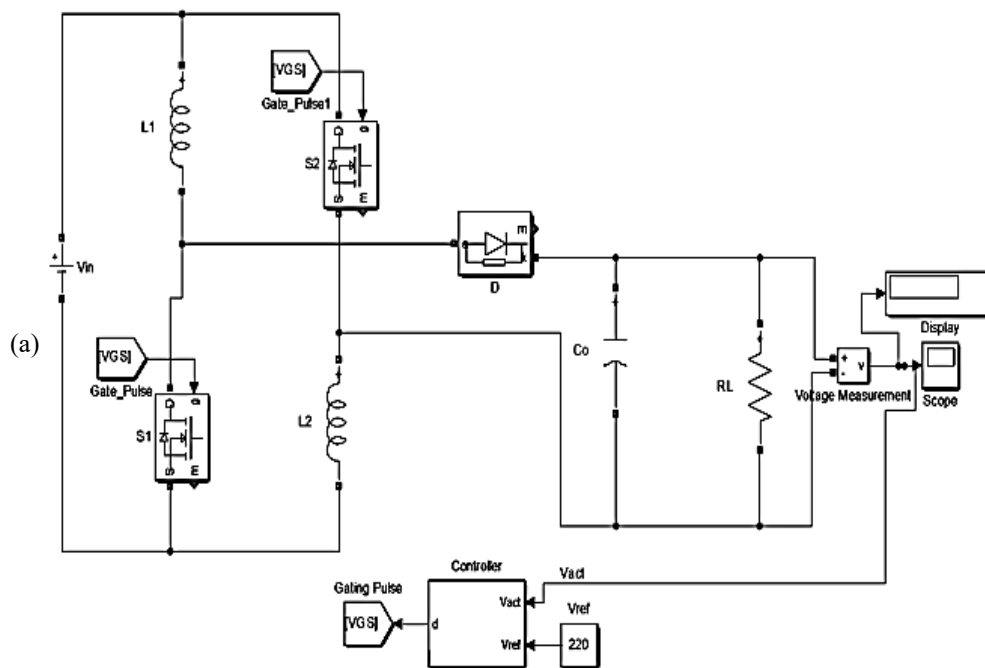 [VGS]
Gate_Pulse1
L1
S2
D
g
S
m
Vin
a
m
k
D
(a)
[VGS]
Gate_Pulse
S1
D
g
S
m
L2
Co
RL
+
-
v
Voltage Measurement
Display
Scope
Controller
Vact
Gating Pulse
[VGS]
d
Vact
Vref
Vref
220